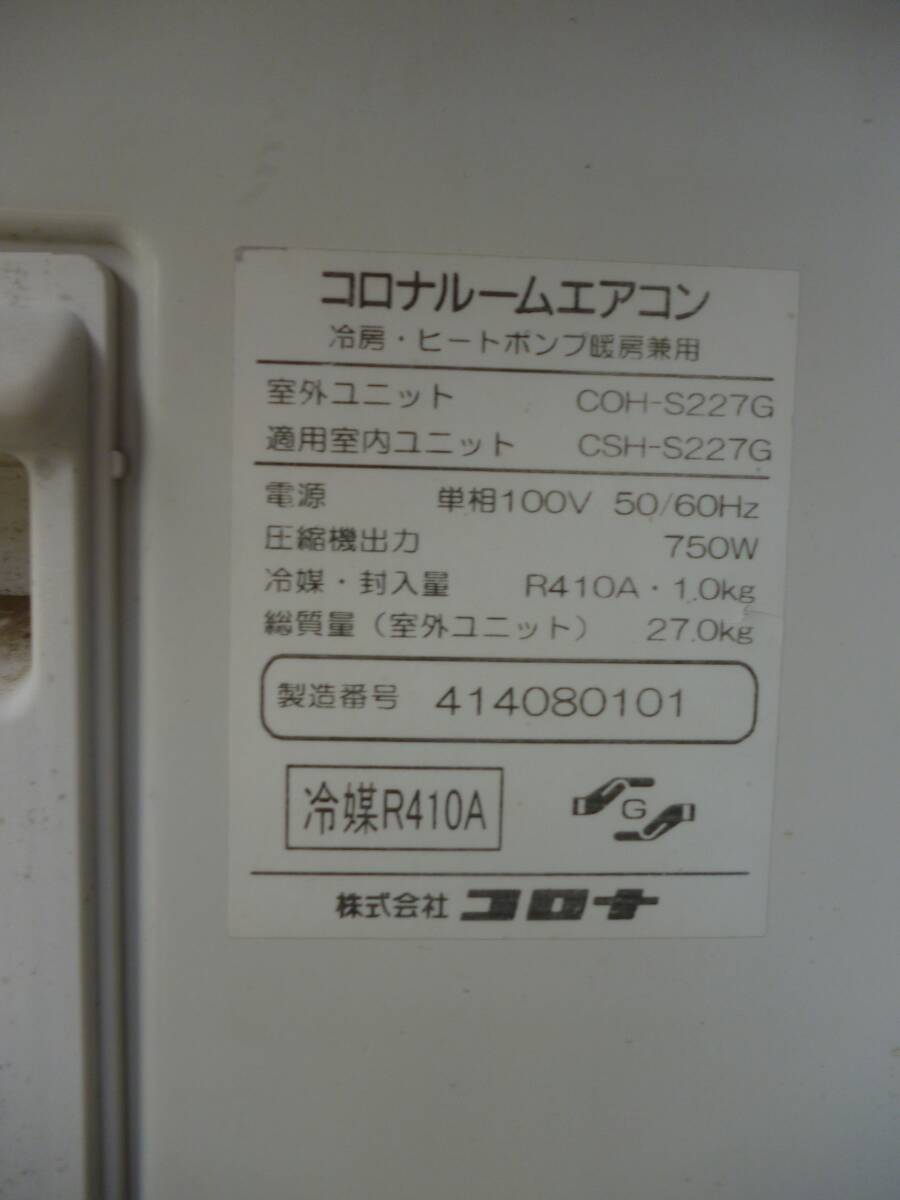 コロナルームエアコン
冷房・ヒートポンプ暖房兼用
室外ユニット COH-S227G
適用室内ユニット CSH-S227G
電源 単相100V 50/60Hz
圧縮機出力 750W
冷媒・封入量 R410A・1.0kg
総質量（室外ユニット） 27.0kg
製造番号 414080101
冷媒R410A
G
株式会社 コロナ